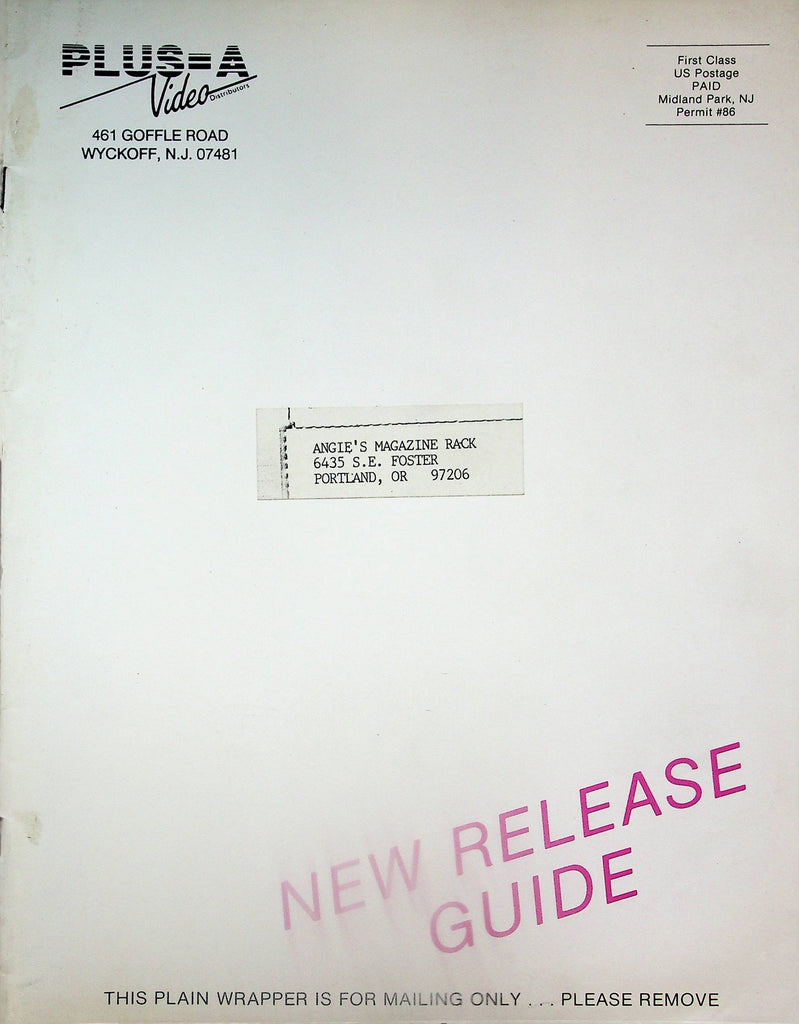 PLUS=A
Video Distributors
461 GOFFLE ROAD
WYCKOFF, N.J. 07481
First Class
US Postage
PAID
Midland Park, NJ
Permit #86
ANGIE'S MAGAZINE RACK
6435 S.E. FOSTER
PORTLAND, OR 97206
NEW RELEASE
GUIDE
THIS PLAIN WRAPPER IS FOR MAILING ONLY . . . PLEASE REMOVE